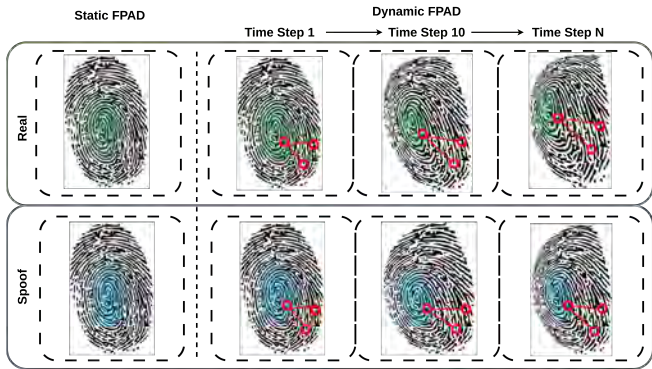 Static FPAD
Dynamic FPAD
Time Step 1
Time Step 10
Time Step N
Real
Spoof